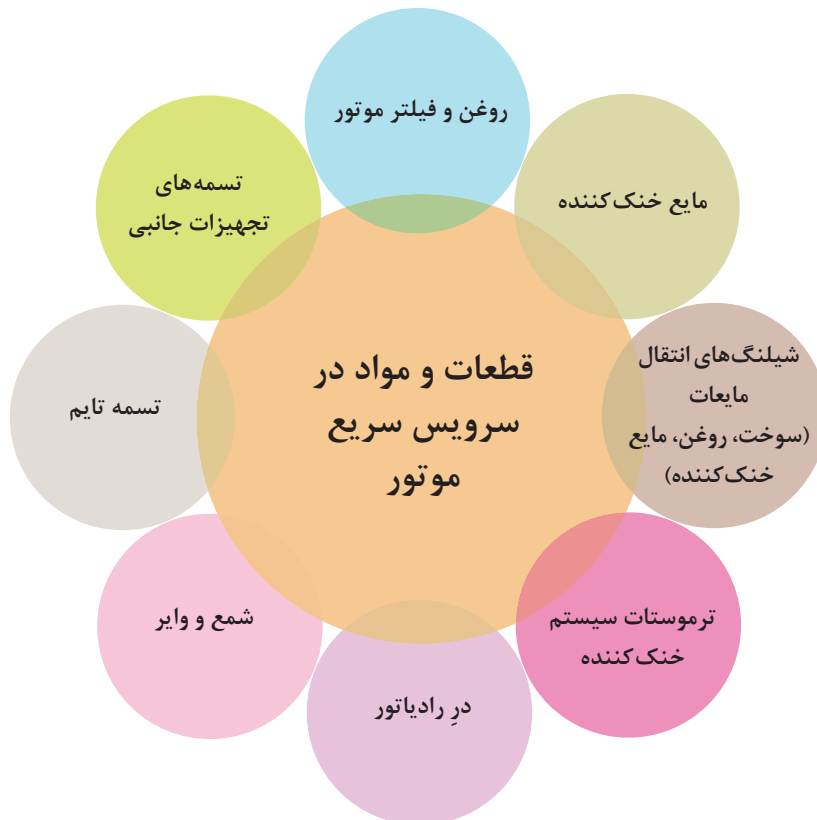 روغن و فیلتر موتور
مایع خنک‌کننده
شیلنگ‌های انتقال
مایعات
(سوخت، روغن، مایع
خنک‌کننده)
ترموستات سیستم
خنک‌کننده
درِ رادیاتور
شمع و وایر
تسمه تایم
تسمه‌های
تجهیزات جانبی
قطعات و مواد در
سرویس سریع
موتور